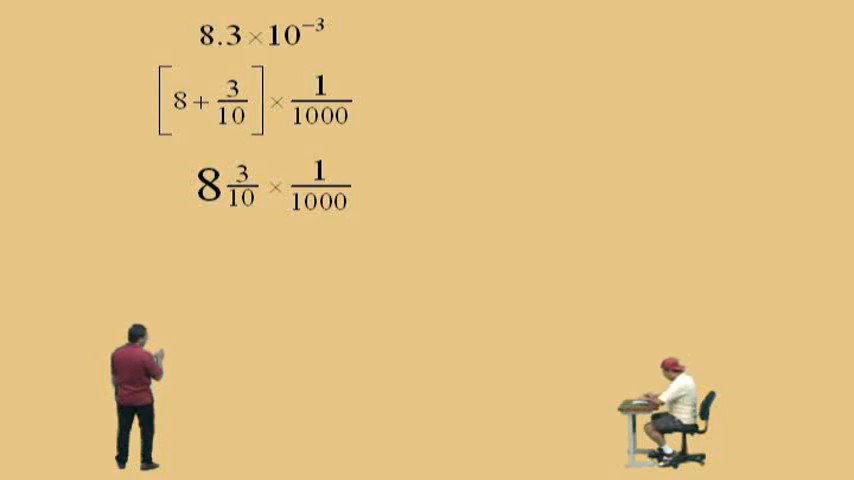 8.3×10⁻³
[8 + 3/10] × 1/1000
8 3/10 × 1/1000